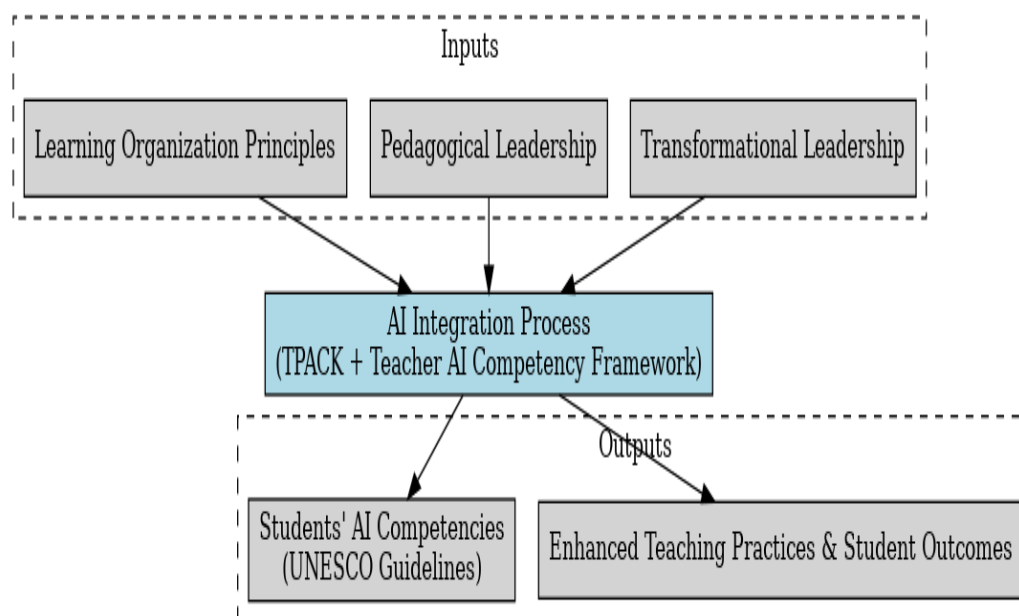 Inputs
Learning Organization Principles
Pedagogical Leadership
Transformational Leadership
AI Integration Process
(TPACK + Teacher AI Competency Framework)
Outputs
Students' AI Competencies
(UNESCO Guidelines)
Enhanced Teaching Practices & Student Outcomes